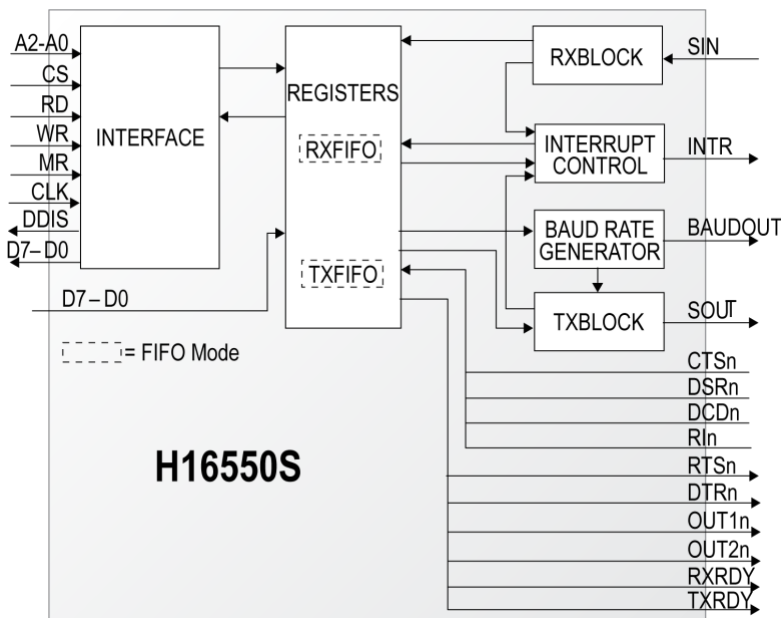 A2-A0
CS
RD
WR
MR
CLK
DDIS
D7–D0
D7–D0
INTERFACE
REGISTERS
RXFIFO
TXFIFO
RXBLOCK
INTERRUPT
CONTROL
BAUD RATE
GENERATOR
TXBLOCK
SIN
INTR
BAUDOUT
SOUT
CTSn
DSRn
DCDn
RIn
RTSn
DTRn
OUT1n
OUT2n
RXRDY
TXRDY
= FIFO Mode
H16550S